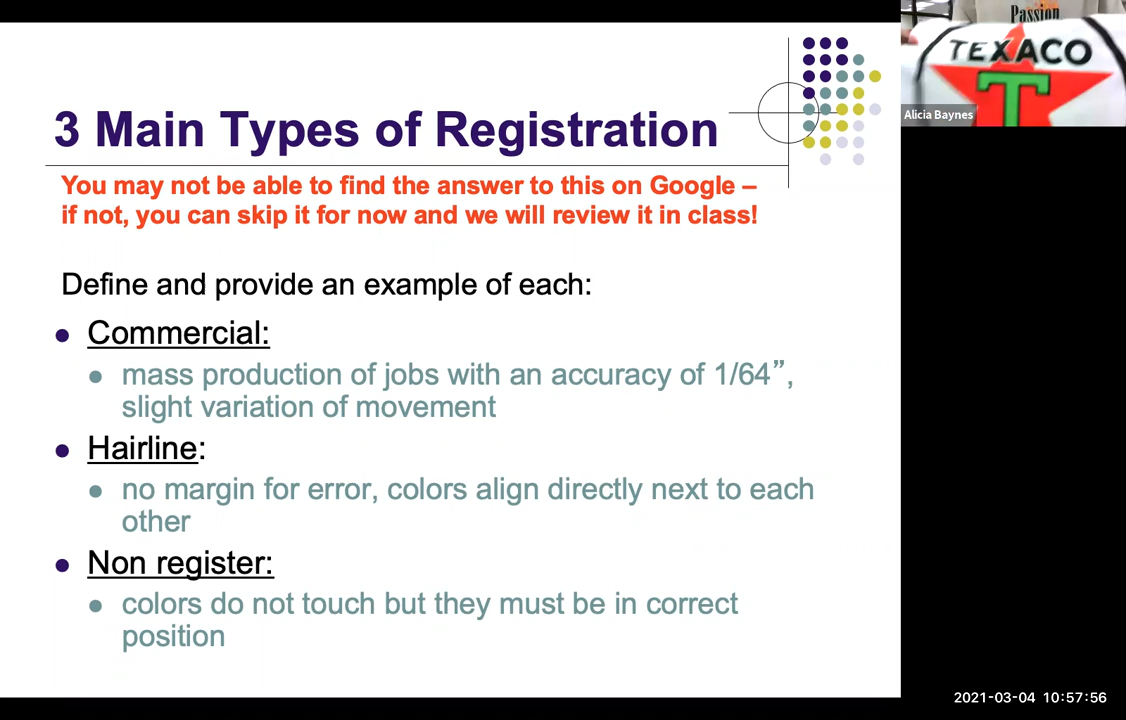 3 Main Types of Registration
You may not be able to find the answer to this on Google –
if not, you can skip it for now and we will review it in class!
Define and provide an example of each:
Commercial:
mass production of jobs with an accuracy of 1/64”,
slight variation of movement
Hairline:
no margin for error, colors align directly next to each
other
Non register:
colors do not touch but they must be in correct
position
Passion
TEXACO
T
Alicia Baynes
2021-03-04 10:57:56